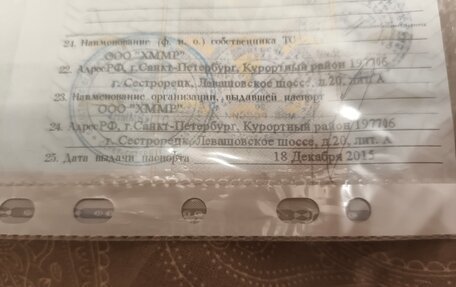 21. Наименование (ф. и. о.) собственника ТС
ООО "ХММР"
22. Адрес РФ, г.Санкт-Петербург, Курортный район 197706
г. Сестрорецк, Левашовское шоссе, д.20, лит. А
23. Наименование организации, выдавшей паспорт
ООО "ХММР"
24. Адрес РФ, г.Санкт-Петербург, Курортный район 197706
г. Сестрорецк, Левашовское шоссе, д.20, лит. А
25. Дата выдачи паспорта 18 Декабря 2015